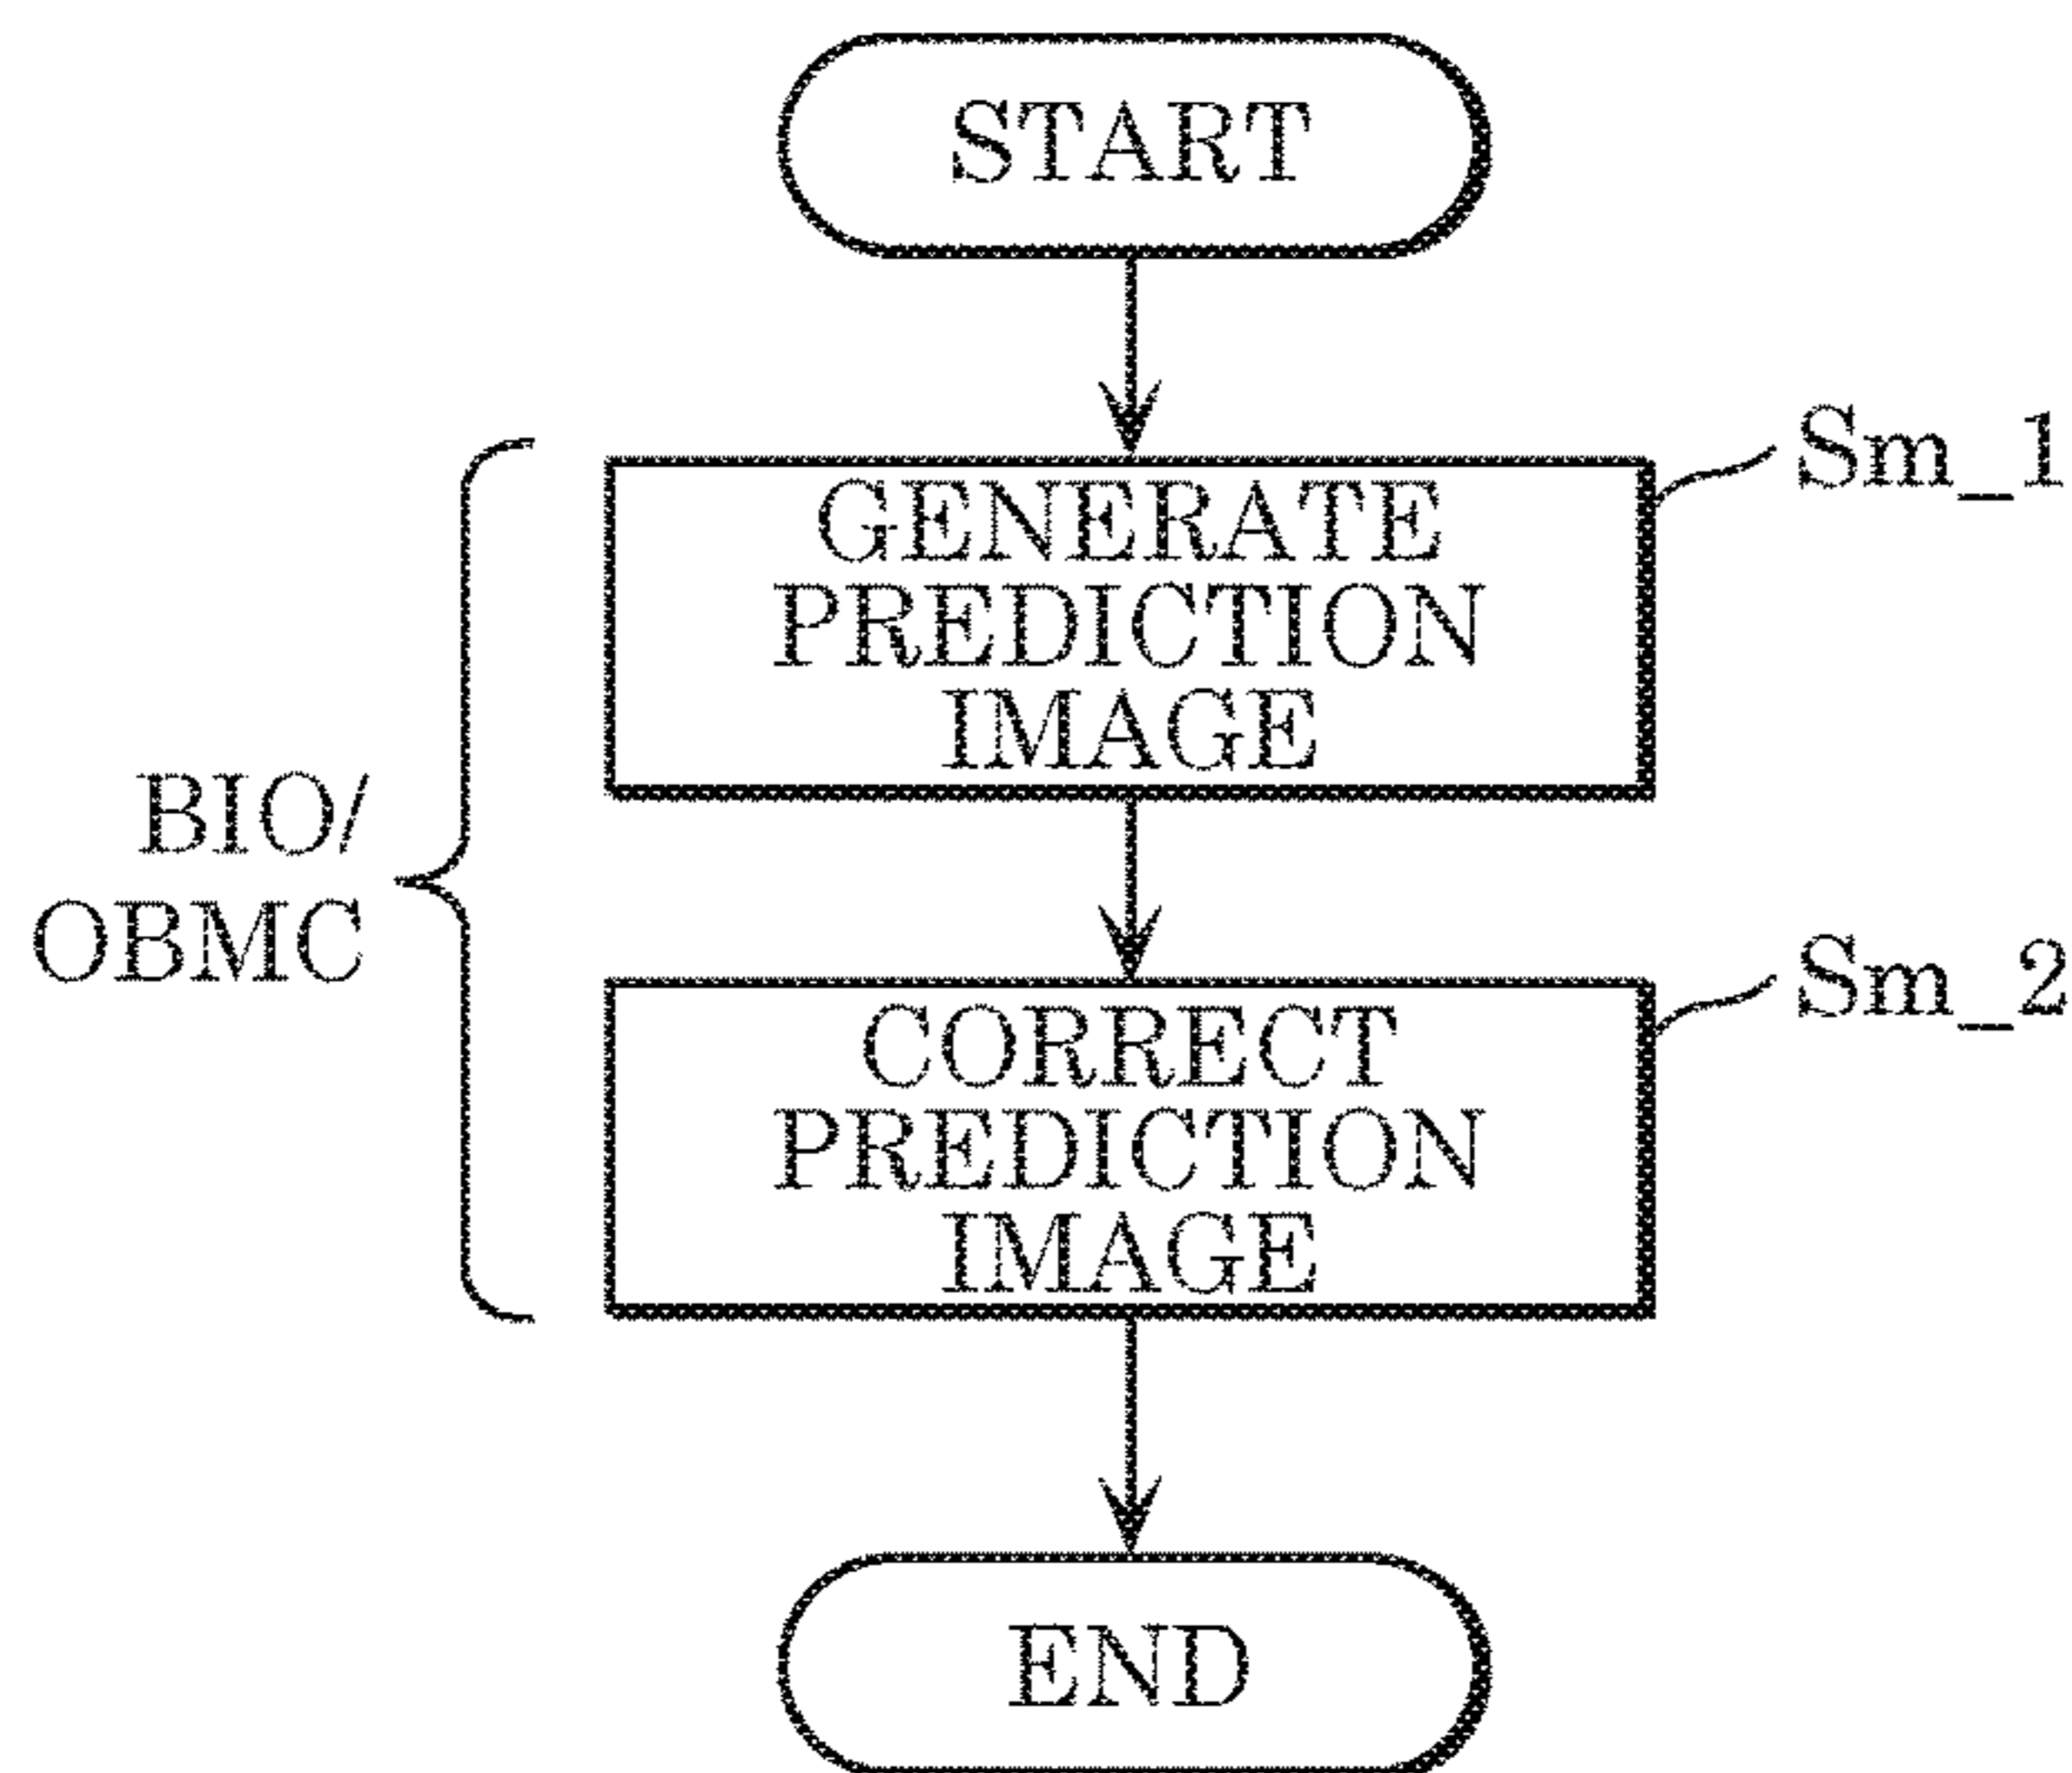 START
Sm_1
GENERATE
PREDICTION
IMAGE
BIO/
OBMC
Sm_2
CORRECT
PREDICTION
IMAGE
END